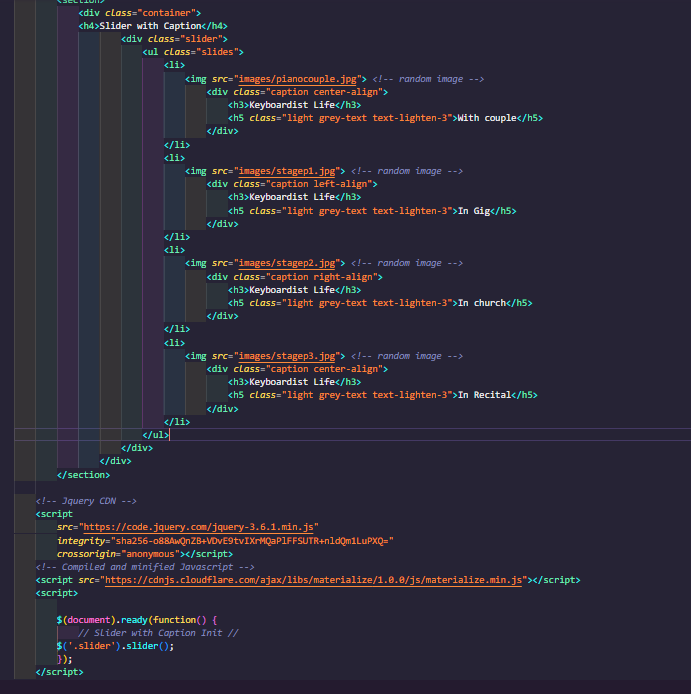 <section>
<div class="container">
<h4>Slider with Caption</h4>
<div class="slider">
<ul class="slides">
<li>
<img src="images/pianocouple.jpg"> <!-- random image -->
<div class="caption center-align">
<h3>Keyboardist Life</h3>
<h5 class="light grey-text text-lighten-3">With couple</h5>
</div>
</li>
<li>
<img src="images/stagep1.jpg"> <!-- random image -->
<div class="caption left-align">
<h3>Keyboardist Life</h3>
<h5 class="light grey-text text-lighten-3">In Gig</h5>
</div>
</li>
<li>
<img src="images/stagep2.jpg"> <!-- random image -->
<div class="caption right-align">
<h3>Keyboardist Life</h3>
<h5 class="light grey-text text-lighten-3">In church</h5>
</div>
</li>
<li>
<img src="images/stagep3.jpg"> <!-- random image -->
<div class="caption center-align">
<h3>Keyboardist Life</h3>
<h5 class="light grey-text text-lighten-3">In Recital</h5>
</div>
</li>
</ul>
</div>
</div>
</section>
<!-- Jquery CDN -->
<script
src="https://code.jquery.com/jquery-3.6.1.min.js"
integrity="sha256-o88AwQnZB+VDvE9tvIXrMQaPlFFSUTR+nldQm1LuPXQ="
crossorigin="anonymous"></script>
<!-- Compiled and minified Javascript -->
<script src="https://cdnjs.cloudflare.com/ajax/libs/materialize/1.0.0/js/materialize.min.js"></script>
<script>
$(document).ready(function() {
// Slider with Caption Init //
$('.slider').slider();
});
</script>